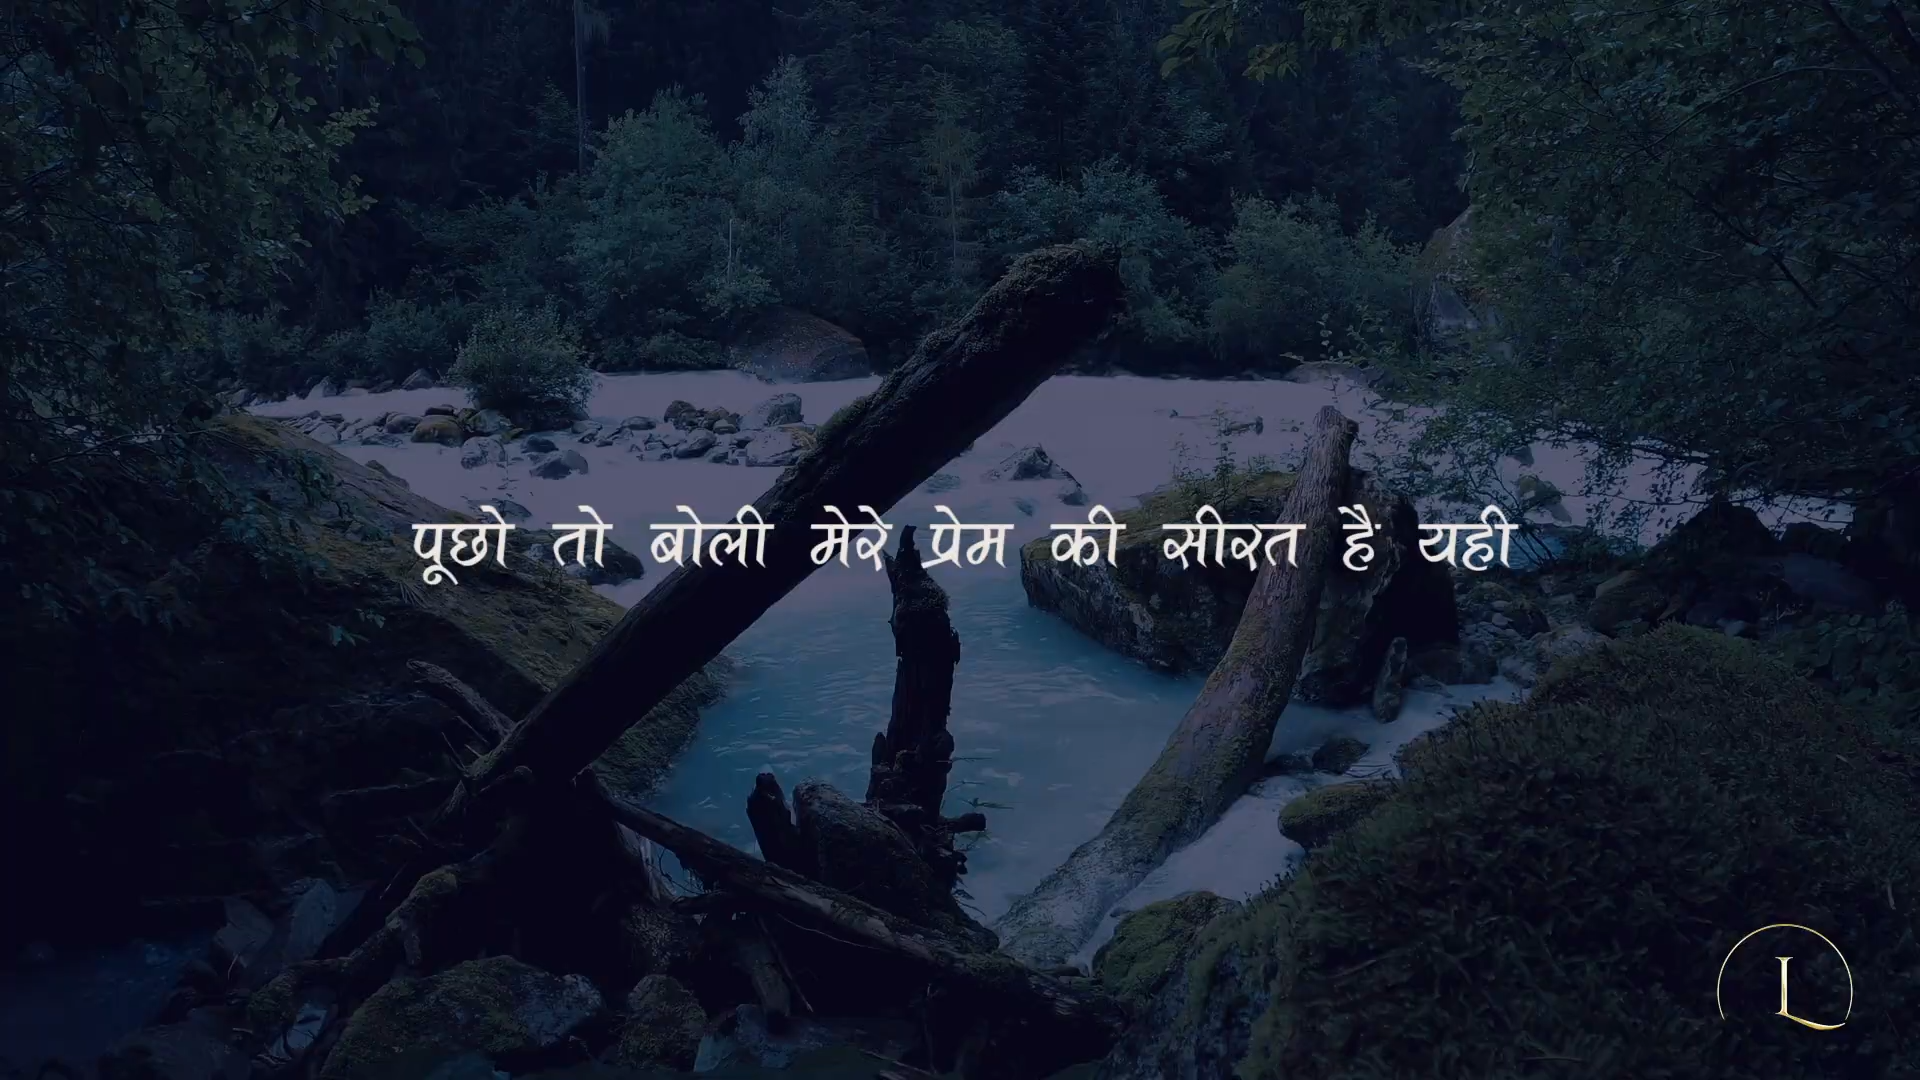 पूछो तो बोली मेरे प्रेम की सीरत हैं यही
L